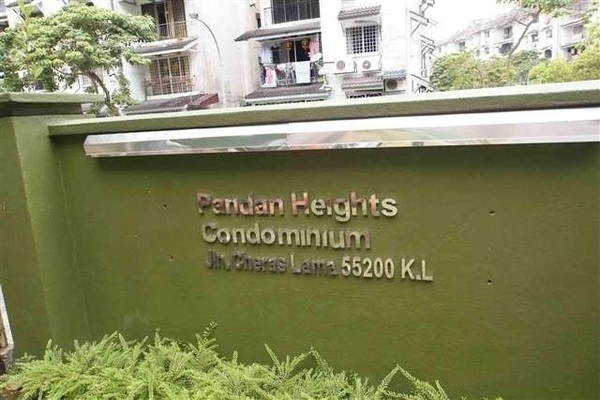 Pandan Heights
Condominium
Jln. Cheras Lama 55200 K.L